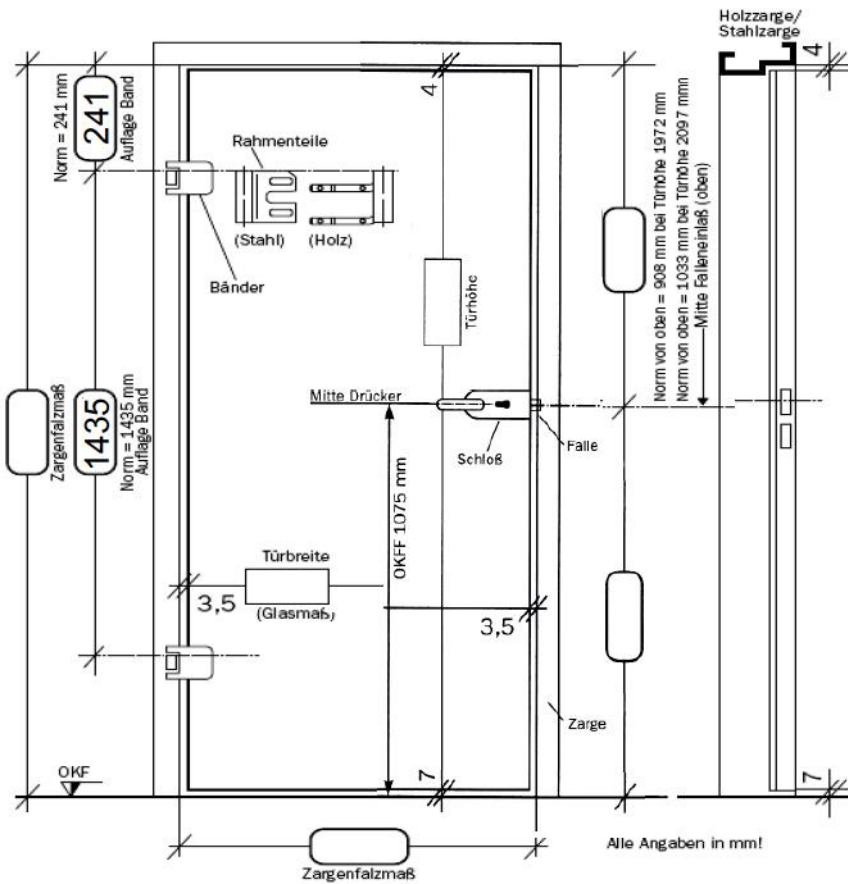 Holzzarge/
Stahlzarge
4
4
Norm = 241 mm
241
Auflage Band
Rahmenteile
(Stahl)
(Holz)
Bänder
Türhöhe
Norm von oben = 908 mm bei Türhöhe 1972 mm
Norm von oben = 1033 mm bei Türhöhe 2097 mmn
Mitte Falleneinlaß (oben)
Mitte Drücker
Schloß
Falle
Zargenfalzmaß
1435
Norm = 1435 mm
Auflage Band
OKFF 1075 mm
Türbreite
3,5
(Glasmaß)
3,5
Zarge
OKF
7
7
Zargenfalzmaß
Alle Angaben in mm!